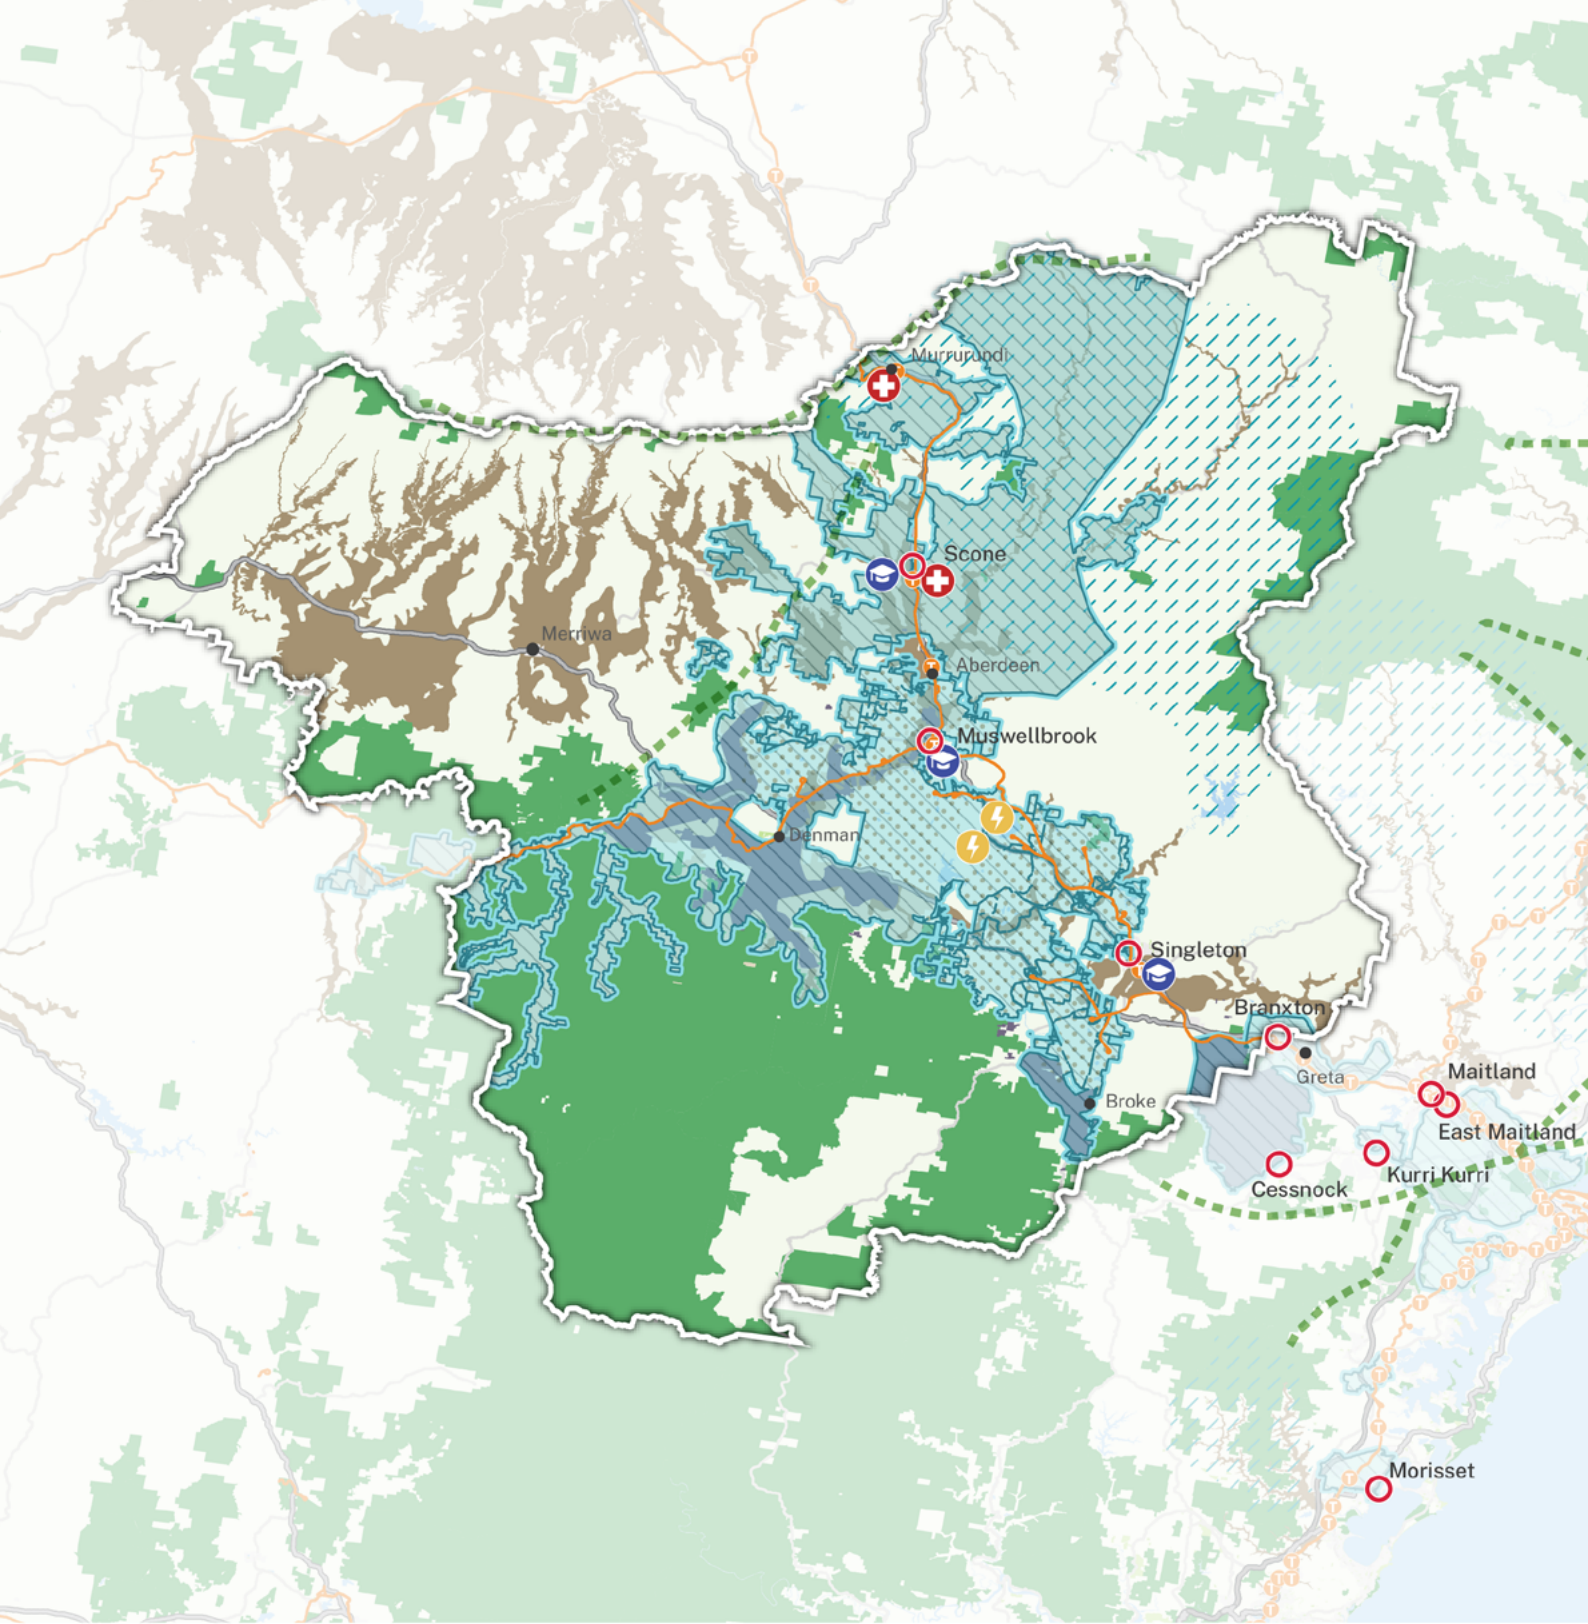 Murrurundi
Scone
Merriwa
Aberdeen
Muswellbrook
Denman
Singleton
Branxton
Greta
Maitland
Broke
East Maitland
Kurri Kurri
Cessnock
Morisset